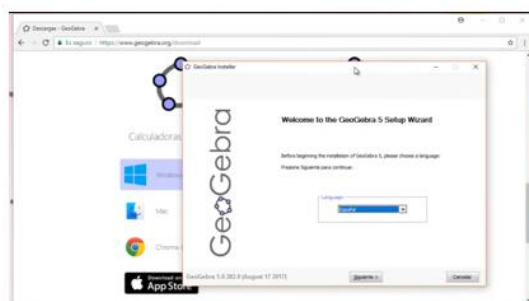 Descargas - GeoGebra
Es seguro | https://www.geogebra.org/download
GeoGebra Installer
GeoGebra
Welcome to the GeoGebra 5 Setup Wizard
Before beginning the installation of GeoGebra 5, please choose a language:
Presione Siguiente para continuar.
Language
Español
GeoGebra 5.0.382.0 (August 17 2017)
Siguiente >
Cancelar
Calculadoras
Windows
Mac
Chrome
Download on
App Store